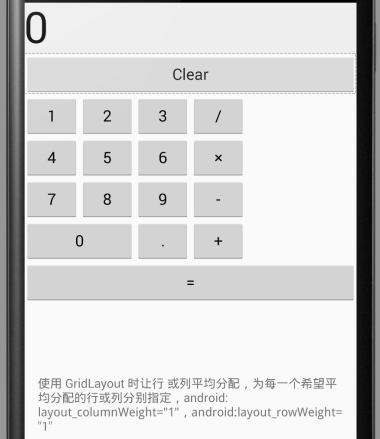 0
Clear
1 2 3 /
4 5 6 ×
7 8 9 -
0 . +
=
使用 GridLayout 时让行 或列平均分配，为每一个希望平
均分配的行或列分别指定，android:
layout_columnWeight="1"，android:layout_rowWeight=
"1"